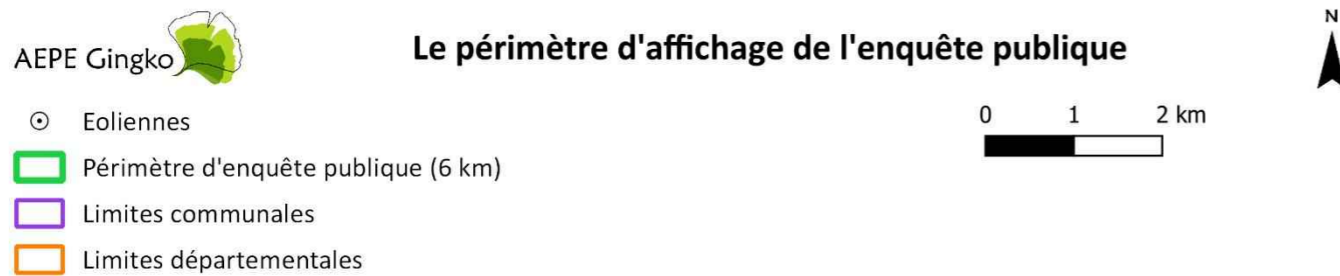 AEPE Gingko
Le périmètre d'affichage de l'enquête publique
N
0 1 2 km
Eoliennes
Périmètre d'enquête publique (6 km)
Limites communales
Limites départementales